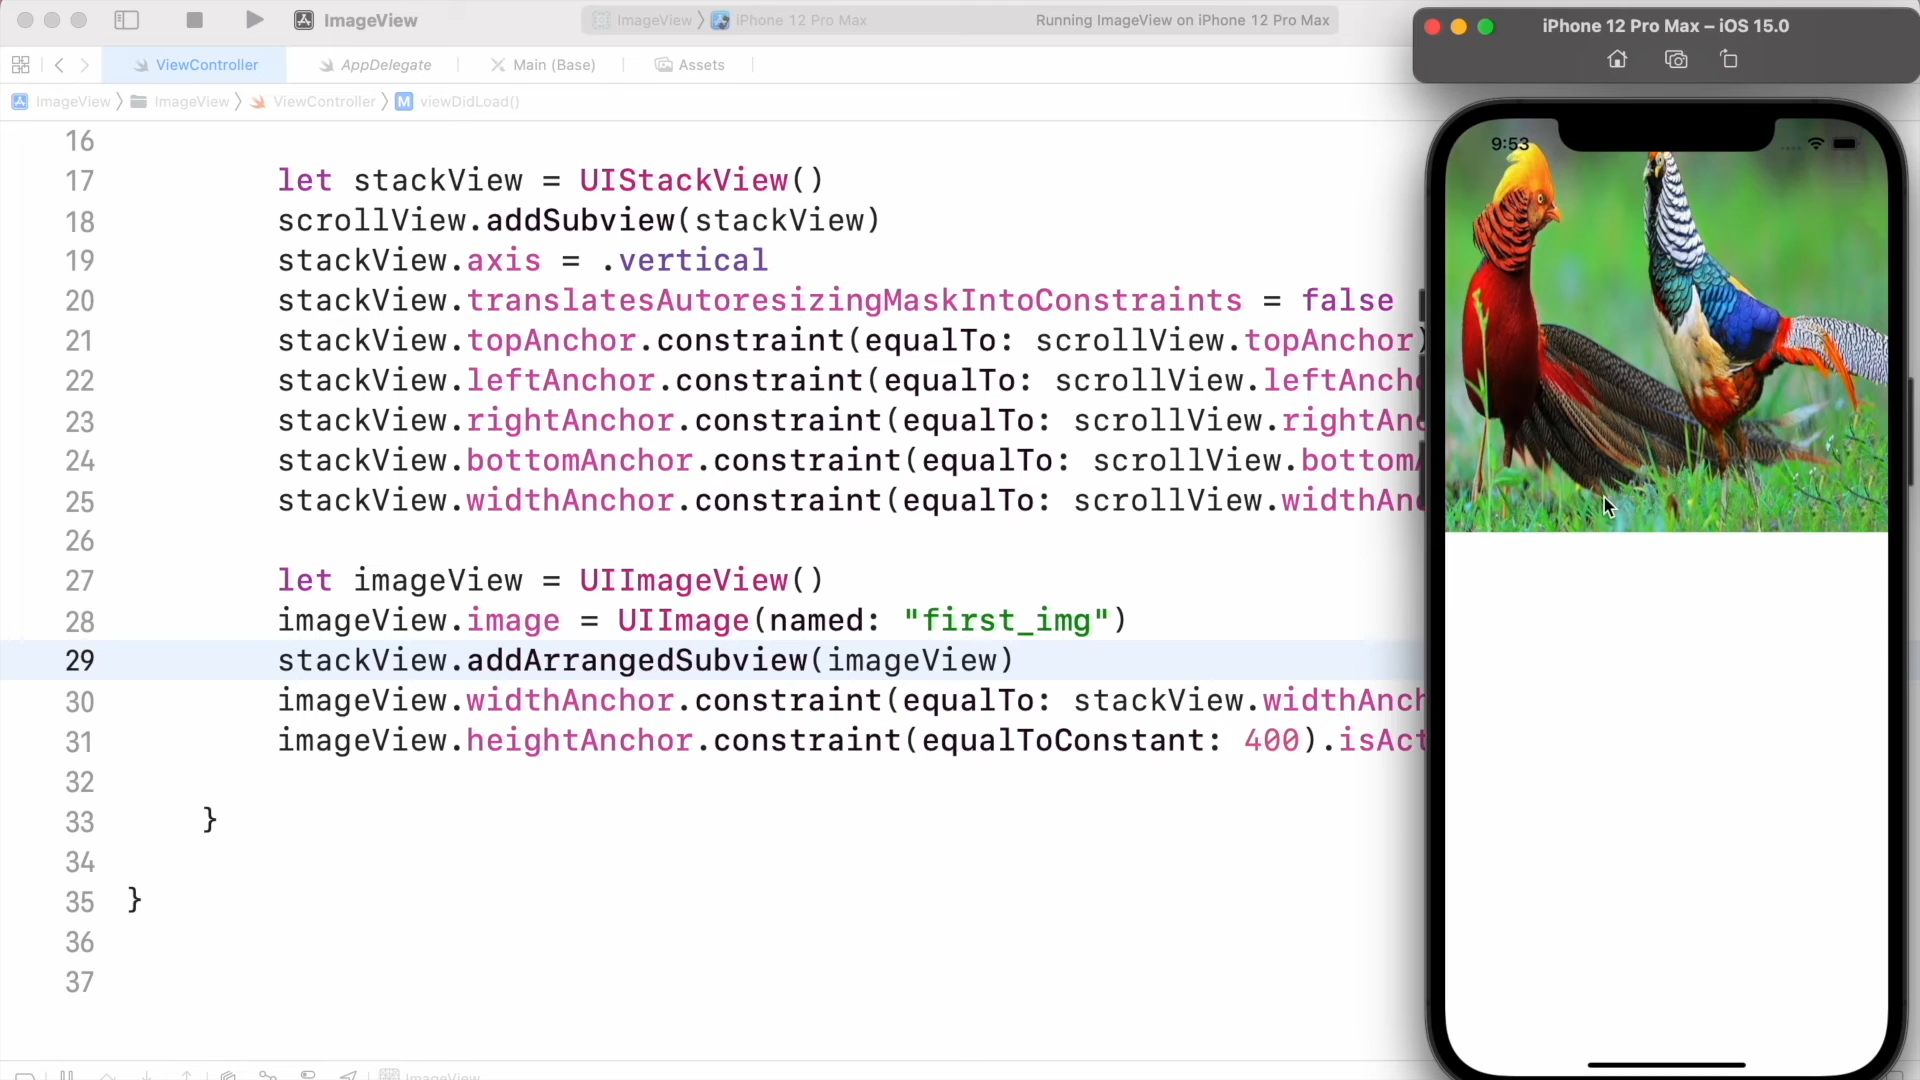 ImageView
ImageView
iPhone 12 Pro Max
Running ImageView on iPhone 12 Pro Max
iPhone 12 Pro Max – iOS 15.0
ViewController
AppDelegate
Main (Base)
Assets
ImageView
ImageView
ViewController
M
viewDidLoad()
9:53
16
17 let stackView = UIStackView()
18 scrollView.addSubview(stackView)
19 stackView.axis = .vertical
20 stackView.translatesAutoresizingMaskIntoConstraints = false
21 stackView.topAnchor.constraint(equalTo: scrollView.topAnchor)
22 stackView.leftAnchor.constraint(equalTo: scrollView.leftAncho
23 stackView.rightAnchor.constraint(equalTo: scrollView.rightAnc
24 stackView.bottomAnchor.constraint(equalTo: scrollView.bottomA
25 stackView.widthAnchor.constraint(equalTo: scrollView.widthAnc
26
27 let imageView = UIImageView()
28 imageView.image = UIImage(named: "first_img")
29 stackView.addArrangedSubview(imageView)
30 imageView.widthAnchor.constraint(equalTo: stackView.widthAnch
31 imageView.heightAnchor.constraint(equalToConstant: 400).isAct
32
33 }
34
35 }
36
37
ImageView